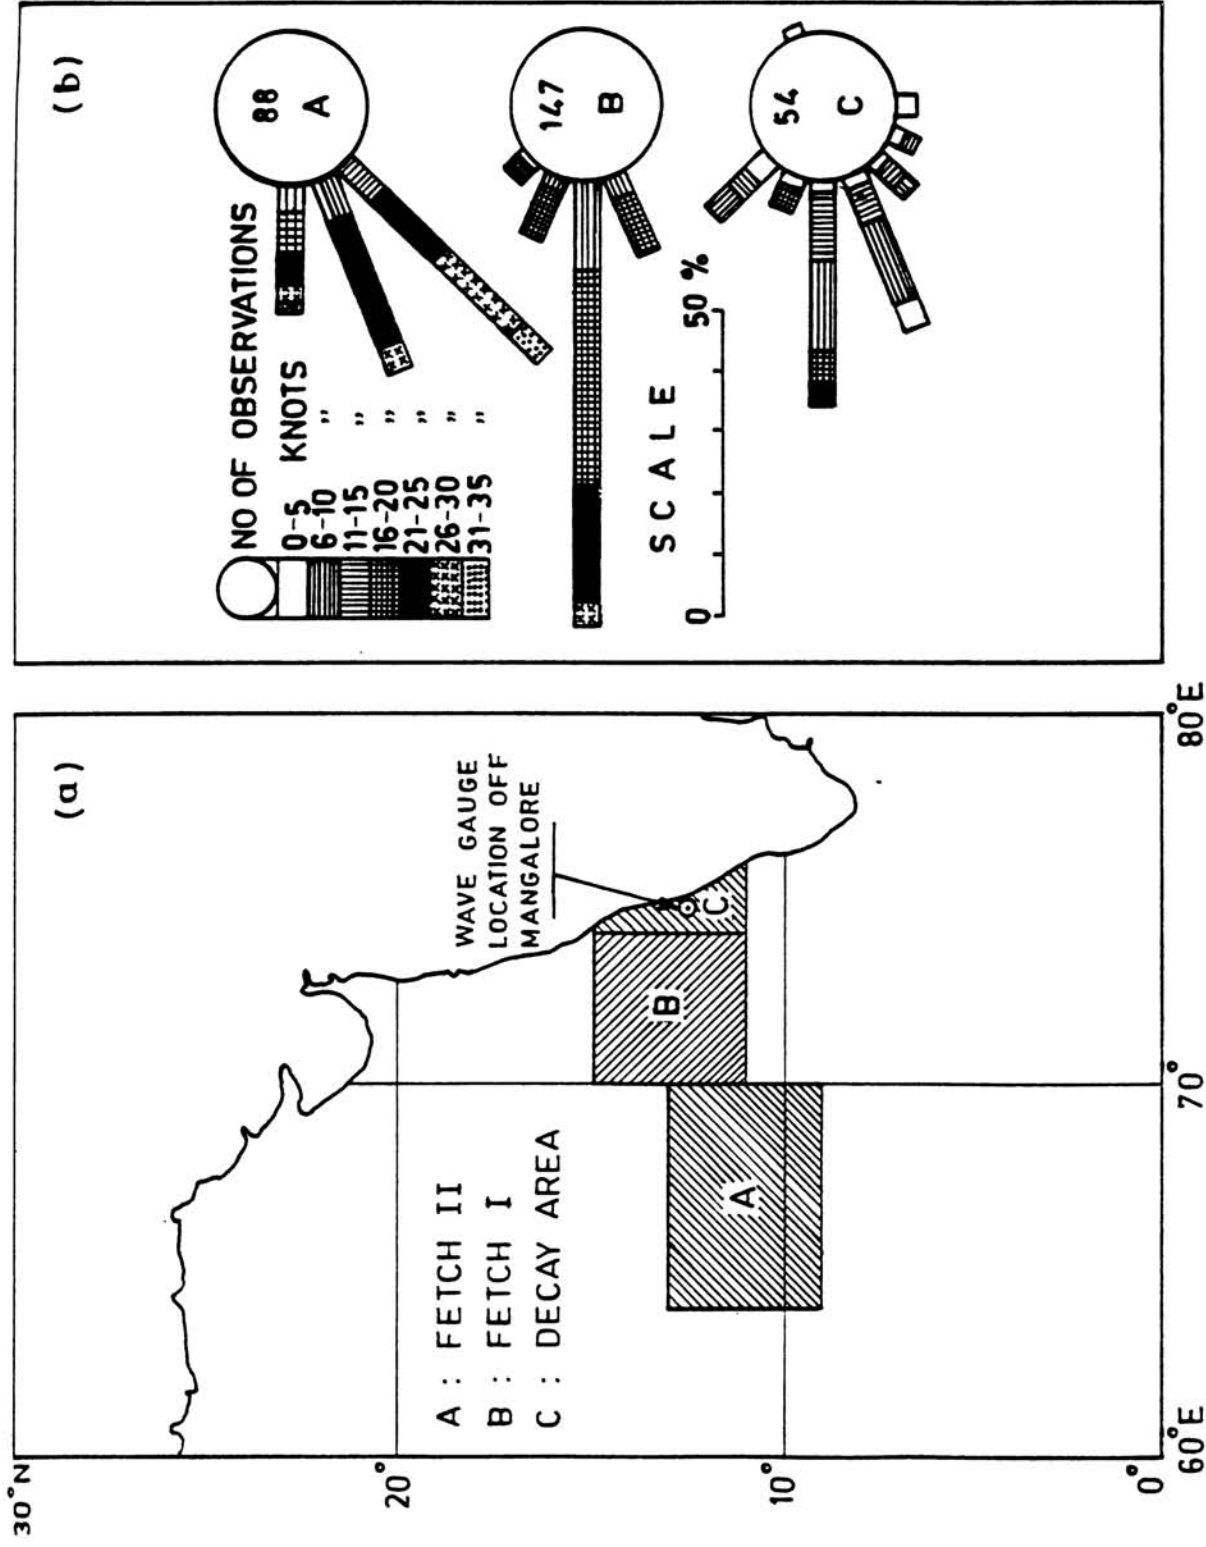 (a)
30°N
20°
10°
0°
60°E
70°
80°E
A : FETCH II
B : FETCH I
C : DECAY AREA
WAVE GAUGE
LOCATION OFF
MANGALORE
A
B
C
(b)
NO OF OBSERVATIONS
0-5 KNOTS
6-10 "
11-15 "
16-20 "
21-25 "
26-30 "
31-35 "
88
A
147
B
54
C
SCALE
0 50 %